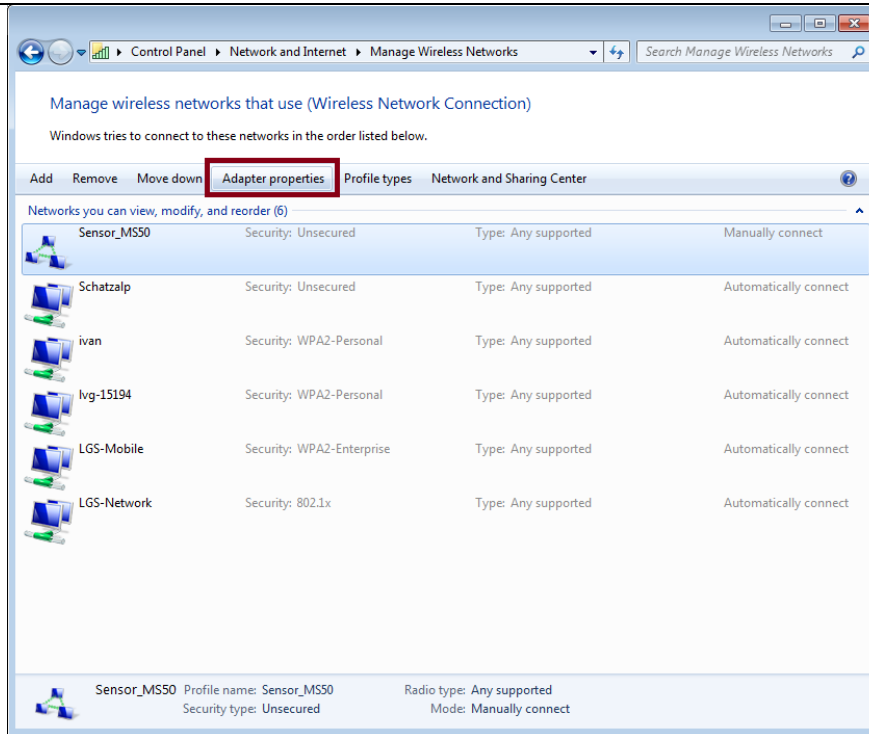 Control Panel Network and Internet Manage Wireless Networks Search Manage Wireless Networks
Manage wireless networks that use (Wireless Network Connection)
Windows tries to connect to these networks in the order listed below.
Add Remove Move down Adapter properties Profile types Network and Sharing Center
Networks you can view, modify, and reorder (6)
Sensor_MS50 Security: Unsecured Type: Any supported Manually connect
Schatzalp Security: Unsecured Type: Any supported Automatically connect
ivan Security: WPA2-Personal Type: Any supported Automatically connect
lvg-15194 Security: WPA2-Personal Type: Any supported Automatically connect
LGS-Mobile Security: WPA2-Enterprise Type: Any supported Automatically connect
LGS-Network Security: 802.1x Type: Any supported Automatically connect
Sensor_MS50 Profile name: Sensor_MS50 Radio type: Any supported
Security type: Unsecured Mode: Manually connect